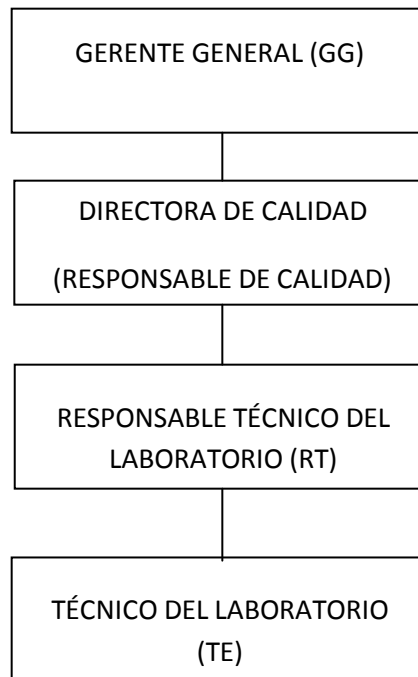 GERENTE GENERAL (GG)
DIRECTORA DE CALIDAD
(RESPONSABLE DE CALIDAD)
RESPONSABLE TÉCNICO DEL
LABORATORIO (RT)
TÉCNICO DEL LABORATORIO
(TE)